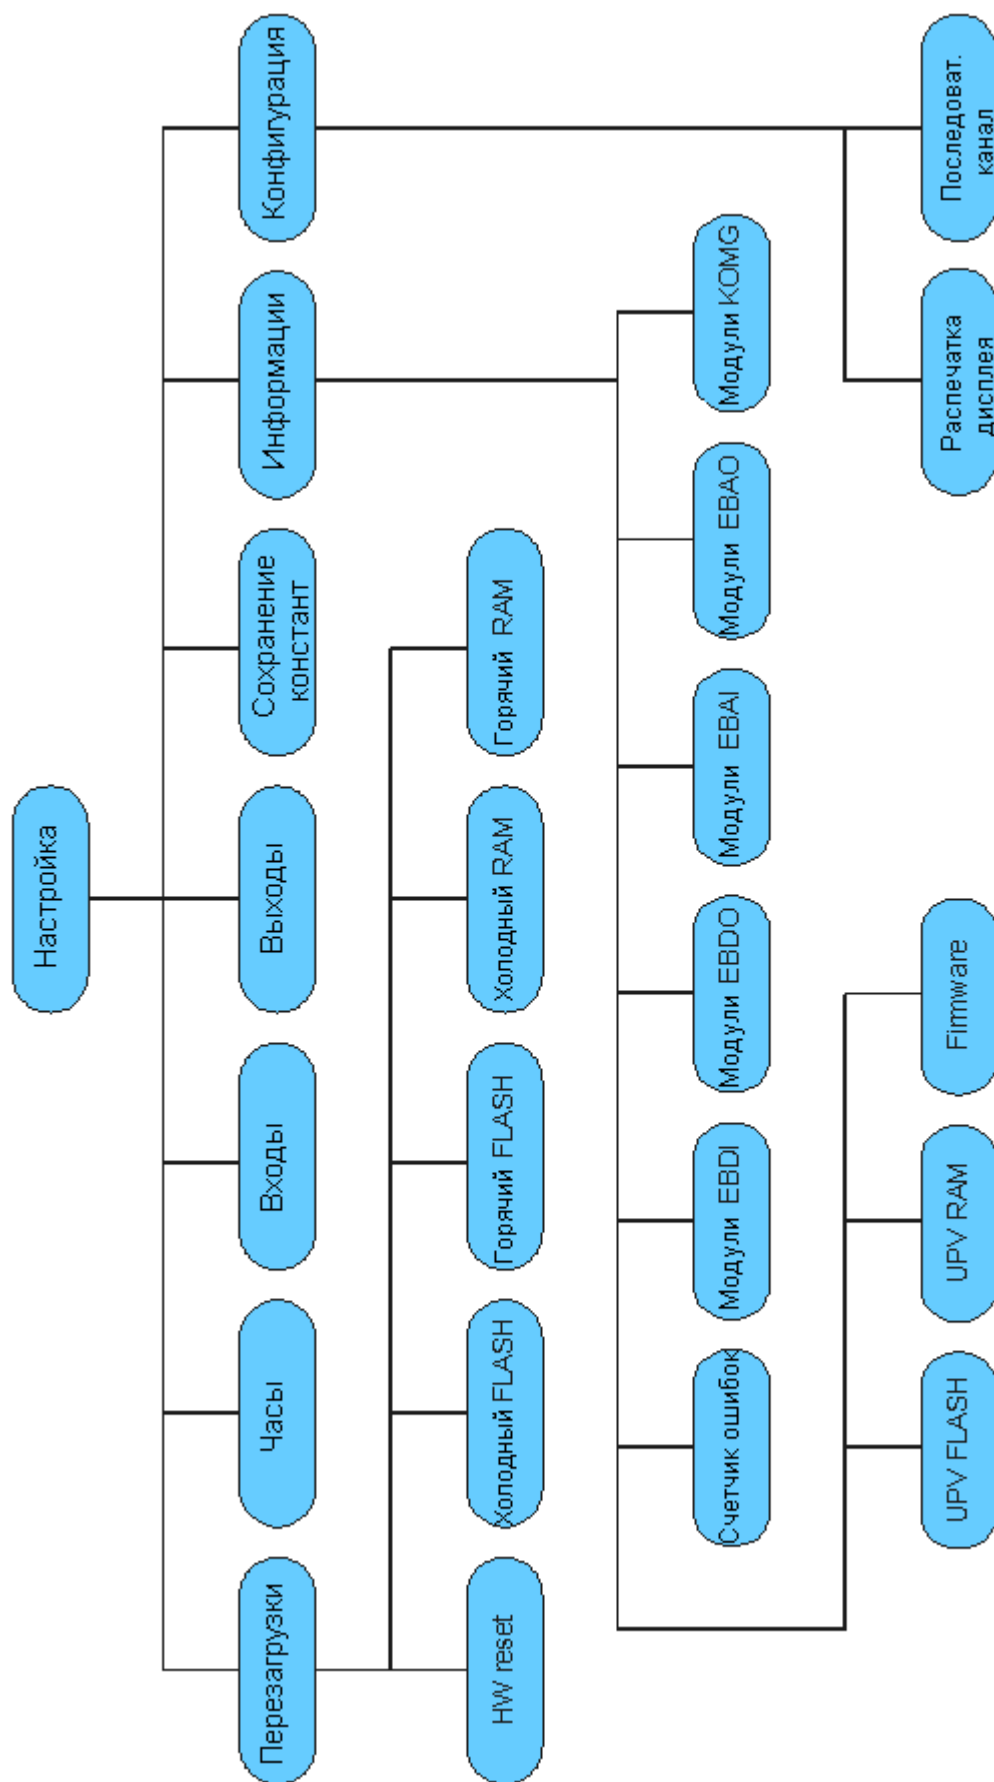 Настройка
Перезагрузки
Часы
Входы
Выходы
Сохранение
констант
Информации
Конфигурация
HW reset
Холодный FLASH
Горячий FLASH
Холодный RAM
Горячий RAM
Счетчик ошибок
Модули EBDI
Модули EBDO
Модули EBAI
Модули EBAO
Модули KOMG
UPV FLASH
UPV RAM
Firmware
Распечатка
дисплея
Последоват.
канал